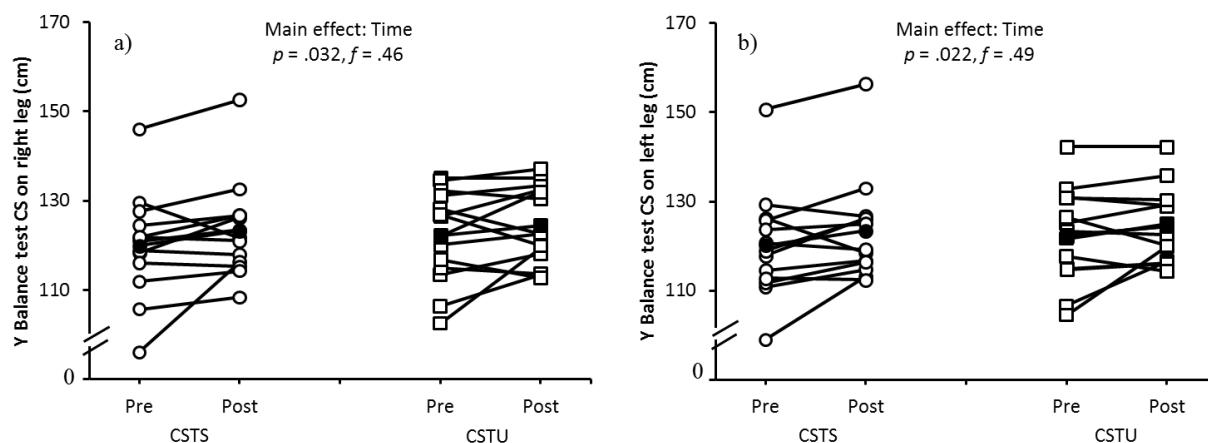 a)
Main effect: Time
p = .032, f = .46
Y Balance test CS on right leg (cm)
170
150
130
110
0
Pre Post Pre Post
CSTS CSTU
b)
Main effect: Time
p = .022, f = .49
Y Balance test CS on left leg (cm)
170
150
130
110
0
Pre Post Pre Post
CSTS CSTU